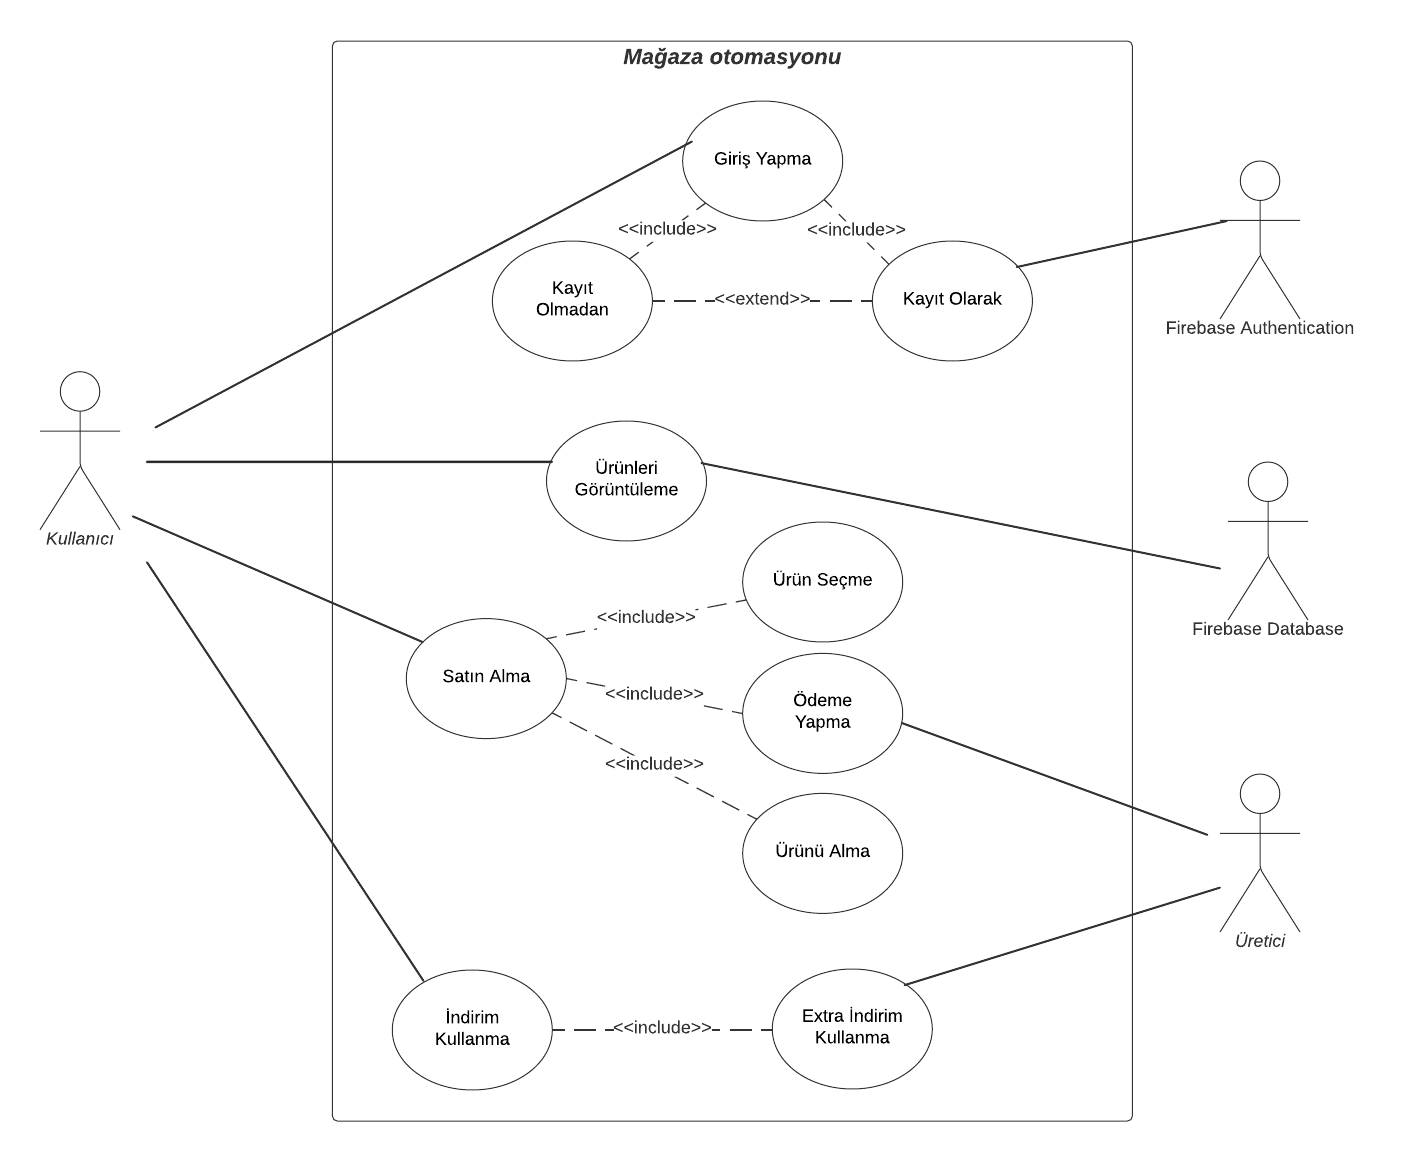 Mağaza otomasyonu
Giriş Yapma
<<include>>
<<include>>
Kayıt
Olmadan
<<extend>>
Kayıt Olarak
Firebase Authentication
Kullanıcı
Ürünleri
Görüntüleme
Firebase Database
Ürün Seçme
<<include>>
Satın Alma
<<include>>
Ödeme
Yapma
<<include>>
Ürünü Alma
Üretici
İndirim
Kullanma
<<include>>
Extra İndirim
Kullanma